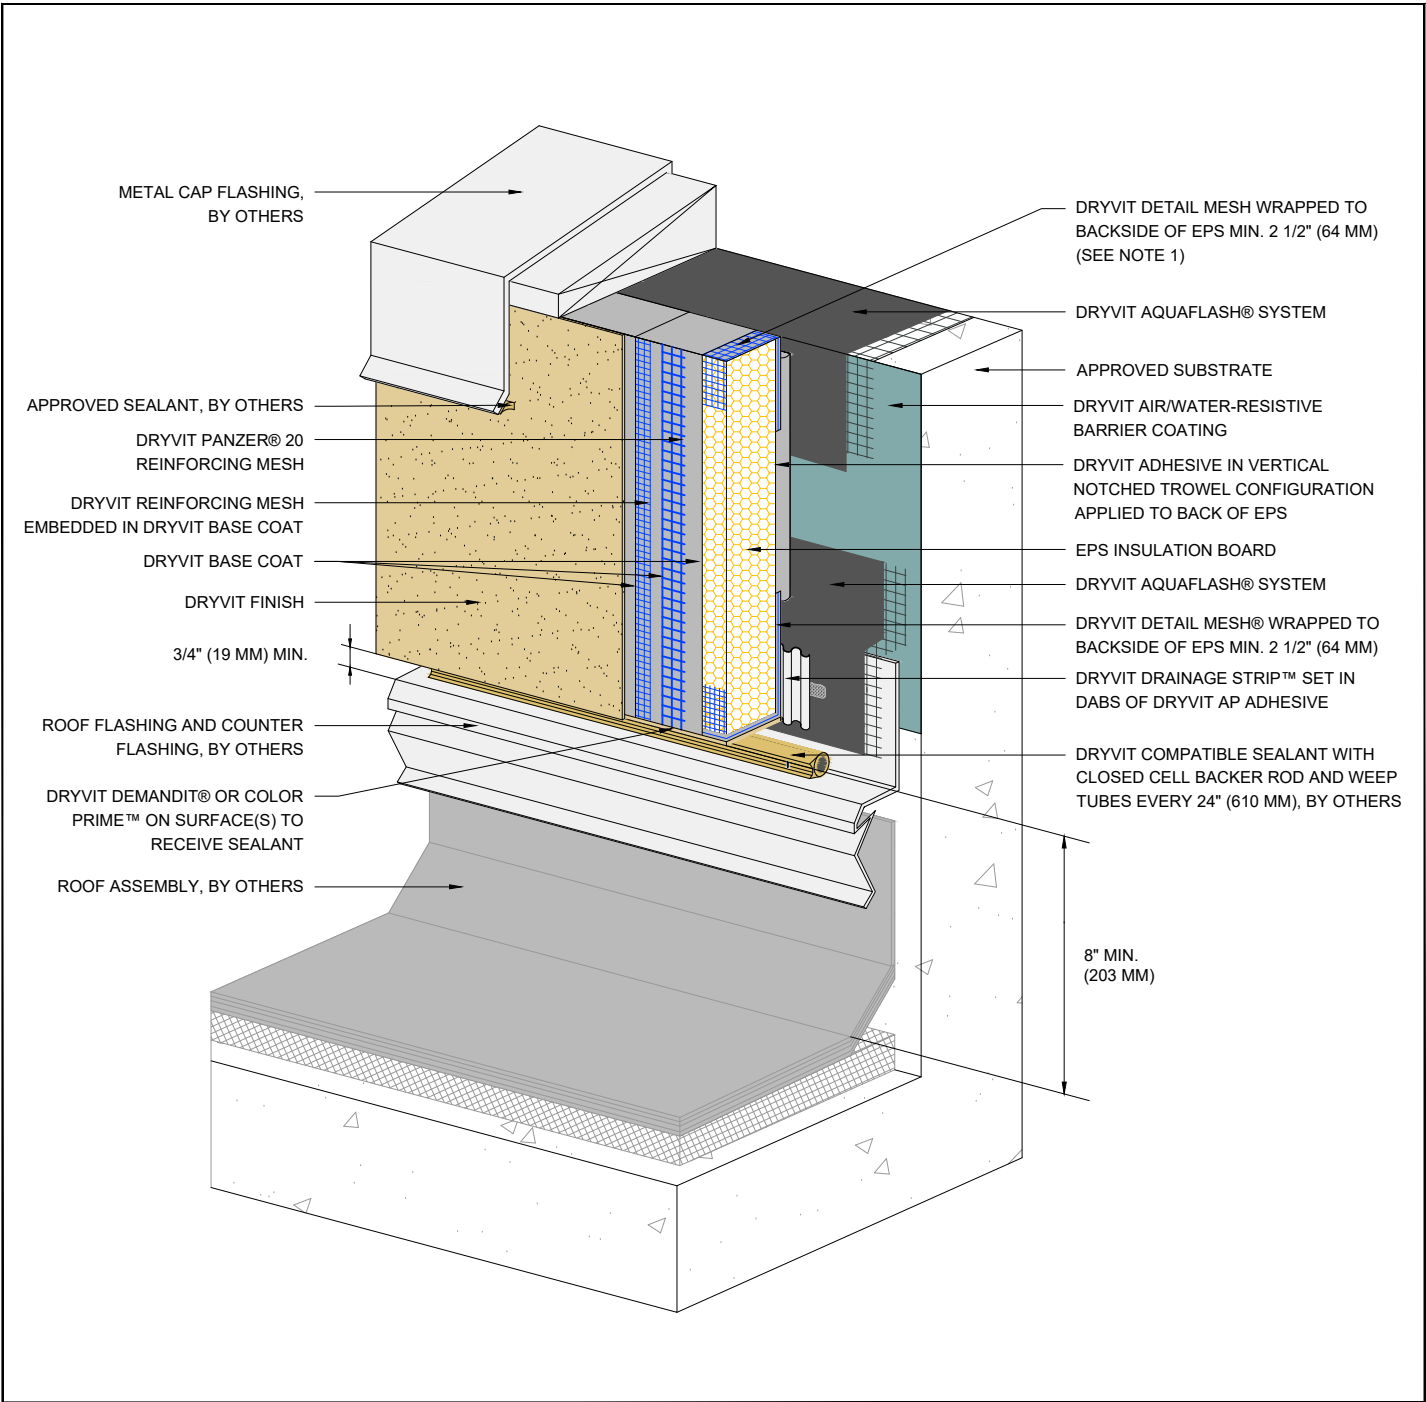 METAL CAP FLASHING,
BY OTHERS
APPROVED SEALANT, BY OTHERS
DRYVIT PANZER® 20
REINFORCING MESH
DRYVIT REINFORCING MESH
EMBEDDED IN DRYVIT BASE COAT
DRYVIT BASE COAT
DRYVIT FINISH
3/4" (19 MM) MIN.
ROOF FLASHING AND COUNTER
FLASHING, BY OTHERS
DRYVIT DEMANDIT® OR COLOR
PRIME™ ON SURFACE(S) TO
RECEIVE SEALANT
ROOF ASSEMBLY, BY OTHERS
DRYVIT DETAIL MESH WRAPPED TO
BACKSIDE OF EPS MIN. 2 1/2" (64 MM)
(SEE NOTE 1)
DRYVIT AQUAFLASH® SYSTEM
APPROVED SUBSTRATE
DRYVIT AIR/WATER-RESISTIVE
BARRIER COATING
DRYVIT ADHESIVE IN VERTICAL
NOTCHED TROWEL CONFIGURATION
APPLIED TO BACK OF EPS
EPS INSULATION BOARD
DRYVIT AQUAFLASH® SYSTEM
DRYVIT DETAIL MESH® WRAPPED TO
BACKSIDE OF EPS MIN. 2 1/2" (64 MM)
DRYVIT DRAINAGE STRIP™ SET IN
DABS OF DRYVIT AP ADHESIVE
DRYVIT COMPATIBLE SEALANT WITH
CLOSED CELL BACKER ROD AND WEEP
TUBES EVERY 24" (610 MM), BY OTHERS
8" MIN.
(203 MM)